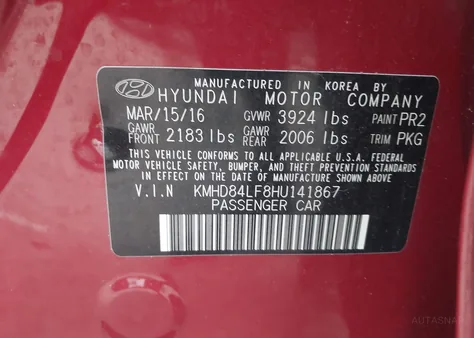 MANUFACTURED IN KOREA BY
HYUNDAI MOTOR COMPANY
MAR/15/16 GVWR 3924 lbs PAINT PR2
GAWR FRONT 2183 lbs GAWR REAR 2006 lbs TRIM PKG
THIS VEHICLE CONFORMS TO ALL APPLICABLE U.S.A. FEDERAL
MOTOR VEHICLE SAFETY, BUMPER, AND THEFT PREVENTION STANDARDS
IN EFFECT ON THE DATE OF MANUFACTURE SHOWN ABOVE.
V.I.N KMHD84LF8HU141867
PASSENGER CAR